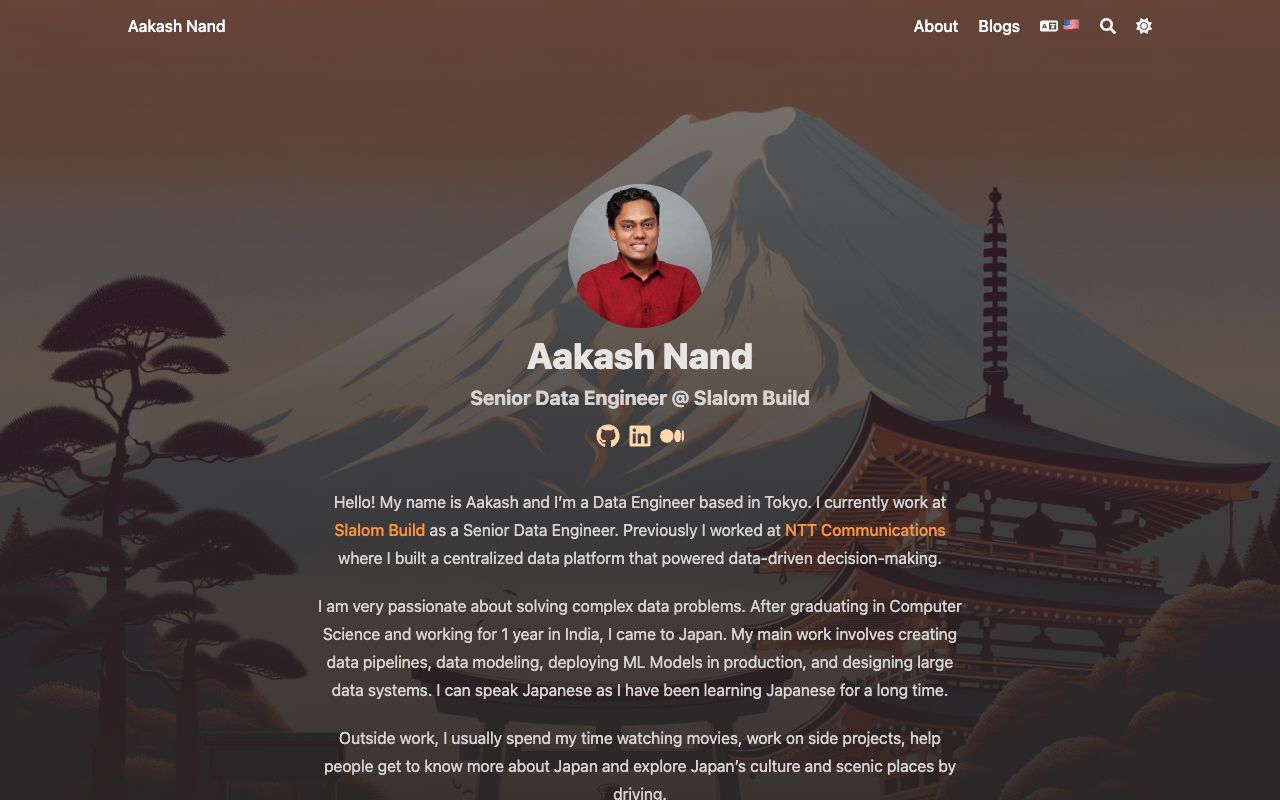 Aakash Nand
About
Blogs
Aakash Nand
Senior Data Engineer @ Slalom Build
Hello! My name is Aakash and I’m a Data Engineer based in Tokyo. I currently work at
Slalom Build as a Senior Data Engineer. Previously I worked at NTT Communications
where I built a centralized data platform that powered data-driven decision-making.
I am very passionate about solving complex data problems. After graduating in Computer
Science and working for 1 year in India, I came to Japan. My main work involves creating
data pipelines, data modeling, deploying ML Models in production, and designing large
data systems. I can speak Japanese as I have been learning Japanese for a long time.
Outside work, I usually spend my time watching movies, work on side projects, help
people get to know more about Japan and explore Japan’s culture and scenic places by
driving.